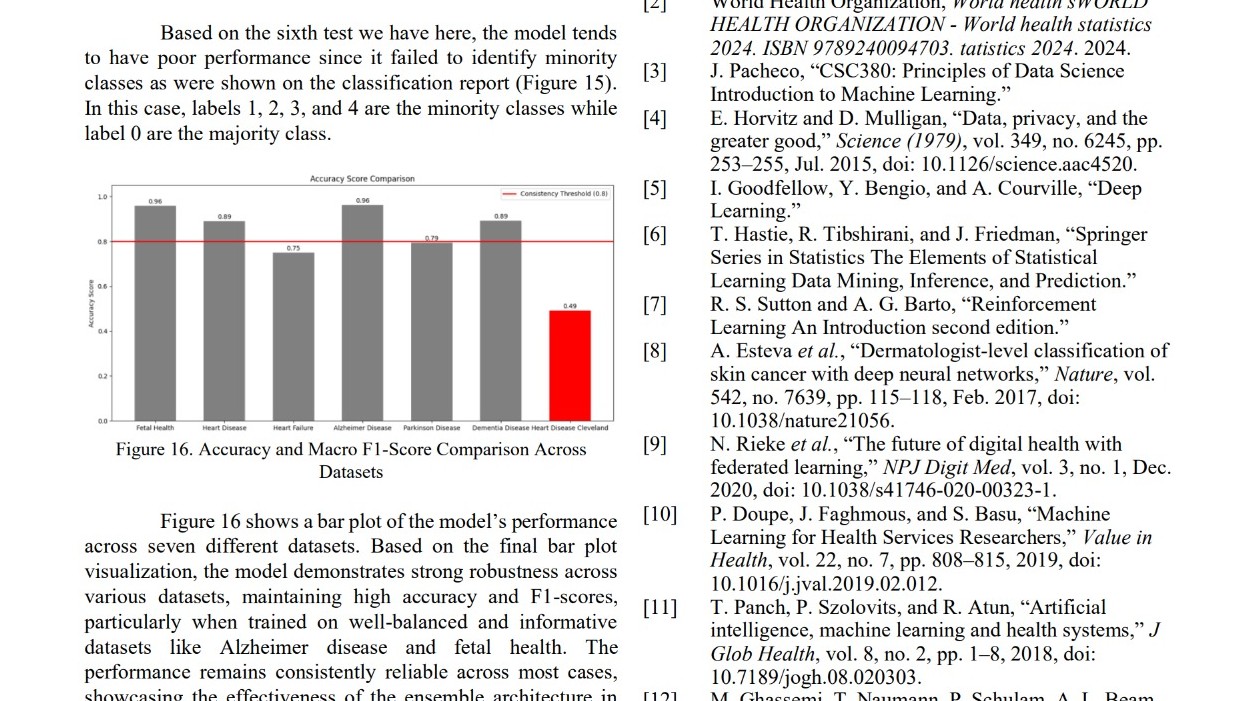 Based on the sixth test we have here, the model tends
to have poor performance since it failed to identify minority
classes as were shown on the classification report (Figure 15).
In this case, labels 1, 2, 3, and 4 are the minority classes while
label 0 are the majority class.
Accuracy Score Comparison
Consistency Threshold (0.8)
Accuracy Score
1.0
0.8
0.6
0.4
0.2
0.0
0.96
0.89
0.75
0.96
0.79
0.89
0.49
Fetal Health
Heart Disease
Heart Failure
Alzheimer Disease
Parkinson Disease
Dementia Disease
Heart Disease Cleveland
Figure 16. Accuracy and Macro F1-Score Comparison Across
Datasets
Figure 16 shows a bar plot of the model’s performance
across seven different datasets. Based on the final bar plot
visualization, the model demonstrates strong robustness across
various datasets, maintaining high accuracy and F1-scores,
particularly when trained on well-balanced and informative
datasets like Alzheimer disease and fetal health. The
performance remains consistently reliable across most cases,
showcasing the effectiveness of the ensemble architecture in
[2] World Health Organization, World health sWORLD
HEALTH ORGANIZATION - World health statistics
2024. ISBN 9789240094703. tatistics 2024. 2024.
[3] J. Pacheco, “CSC380: Principles of Data Science
Introduction to Machine Learning.”
[4] E. Horvitz and D. Mulligan, “Data, privacy, and the
greater good,” Science (1979), vol. 349, no. 6245, pp.
253–255, Jul. 2015, doi: 10.1126/science.aac4520.
[5] I. Goodfellow, Y. Bengio, and A. Courville, “Deep
Learning.”
[6] T. Hastie, R. Tibshirani, and J. Friedman, “Springer
Series in Statistics The Elements of Statistical
Learning Data Mining, Inference, and Prediction.”
[7] R. S. Sutton and A. G. Barto, “Reinforcement
Learning An Introduction second edition.”
[8] A. Esteva et al., “Dermatologist-level classification of
skin cancer with deep neural networks,” Nature, vol.
542, no. 7639, pp. 115–118, Feb. 2017, doi:
10.1038/nature21056.
[9] N. Rieke et al., “The future of digital health with
federated learning,” NPJ Digit Med, vol. 3, no. 1, Dec.
2020, doi: 10.1038/s41746-020-00323-1.
[10] P. Doupe, J. Faghmous, and S. Basu, “Machine
Learning for Health Services Researchers,” Value in
Health, vol. 22, no. 7, pp. 808–815, 2019, doi:
10.1016/j.jval.2019.02.012.
[11] T. Panch, P. Szolovits, and R. Atun, “Artificial
intelligence, machine learning and health systems,” J
Glob Health, vol. 8, no. 2, pp. 1–8, 2018, doi:
10.7189/jogh.08.020303.
[12] M. Ghassemi, T. Naumann, P. Schulam, A. L. Beam,